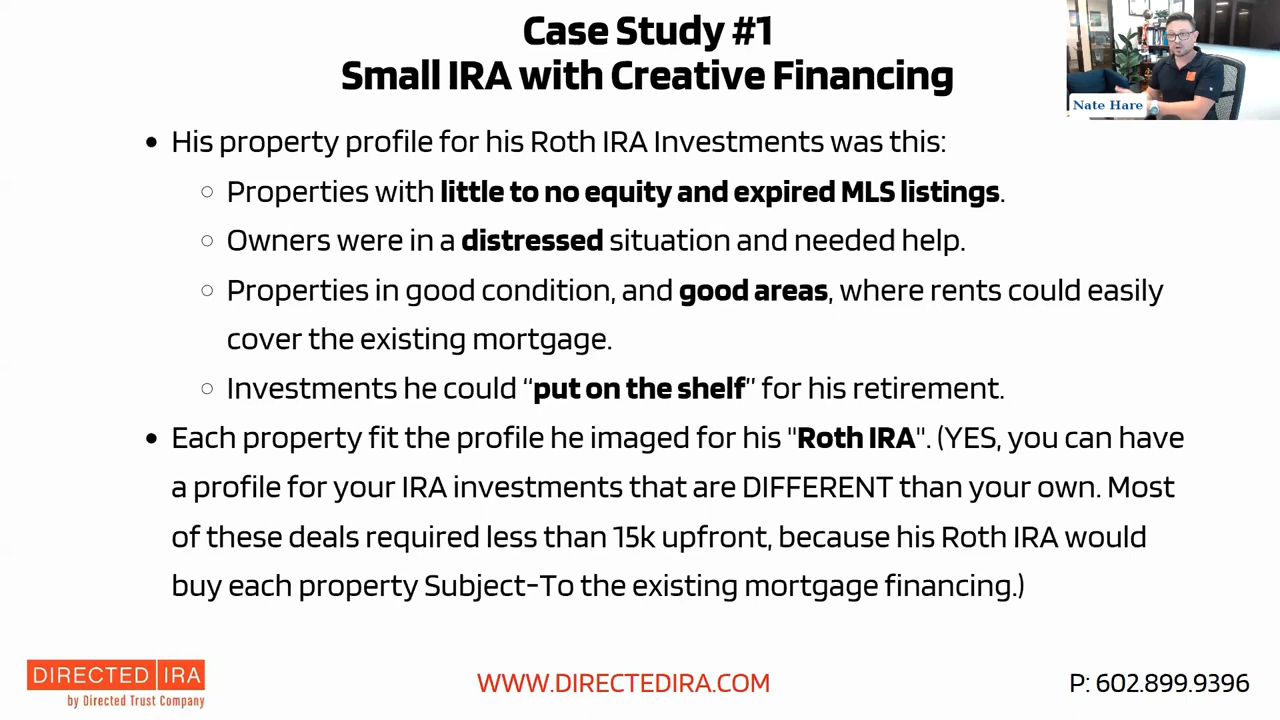 Case Study #1
Small IRA with Creative Financing
Nate Hare
• His property profile for his Roth IRA Investments was this:
○ Properties with little to no equity and expired MLS listings.
○ Owners were in a distressed situation and needed help.
○ Properties in good condition, and good areas, where rents could easily
cover the existing mortgage.
○ Investments he could “put on the shelf” for his retirement.
• Each property fit the profile he imaged for his "Roth IRA". (YES, you can have
a profile for your IRA investments that are DIFFERENT than your own. Most
of these deals required less than 15k upfront, because his Roth IRA would
buy each property Subject-To the existing mortgage financing.)
DIRECTED IRA
by Directed Trust Company
WWW.DIRECTEDIRA.COM
P: 602.899.9396